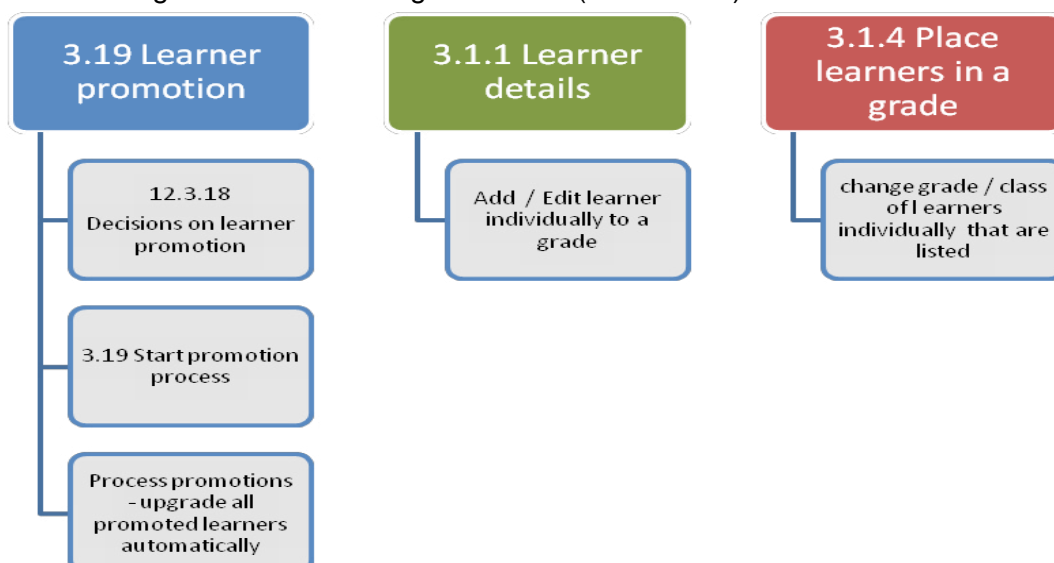 3.19 Learner
promotion
12.3.18
Decisions on learner
promotion
3.19 Start promotion
process
Process promotions
- upgrade all
promoted learners
automatically
3.1.1 Learner
details
Add / Edit learner
individually to a
grade
3.1.4 Place
learners in a
grade
change grade / class
of l earners
individually that are
listed